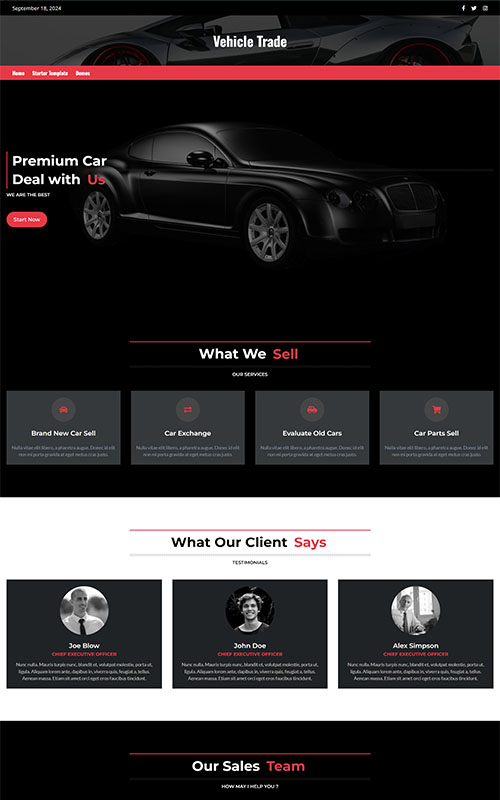 September 18, 2024
Vehicle Trade
Home Starter Template Demos
Premium Car
Deal with Us
WE ARE THE BEST
Start Now
What We Sell
OUR SERVICES
Brand New Car Sell
Nulla vitae elit libero, a pharetra augue. Donec id elit
non mi porta gravida at eget metus cras justo.
Car Exchange
Nulla vitae elit libero, a pharetra augue. Donec id elit
non mi porta gravida at eget metus cras justo.
Evaluate Old Cars
Nulla vitae elit libero, a pharetra augue. Donec id elit
non mi porta gravida at eget metus cras justo.
Car Parts Sell
Nulla vitae elit libero, a pharetra augue. Donec id elit
non mi porta gravida at eget metus cras justo.
What Our Client Says
TESTIMONIALS
Joe Blow
CHIEF EXECUTIVE OFFICER
Nunc nulla. Mauris turpis nunc, blandit et, volutpat molestie, porta ut,
ligula. Aliquam lorem ante, dapibus in, viverra quis, feugiat a, tellus.
Aenean massa. Etiam sit amet orci eget eros faucibus tincidunt.
John Doe
CHIEF EXECUTIVE OFFICER
Nunc nulla. Mauris turpis nunc, blandit et, volutpat molestie, porta ut,
ligula. Aliquam lorem ante, dapibus in, viverra quis, feugiat a, tellus.
Aenean massa. Etiam sit amet orci eget eros faucibus tincidunt.
Alex Simpson
CHIEF EXECUTIVE OFFICER
Nunc nulla. Mauris turpis nunc, blandit et, volutpat molestie, porta ut,
ligula. Aliquam lorem ante, dapibus in, viverra quis, feugiat a, tellus.
Aenean massa. Etiam sit amet orci eget eros faucibus tincidunt.
Our Sales Team
HOW MAY I HELP YOU ?